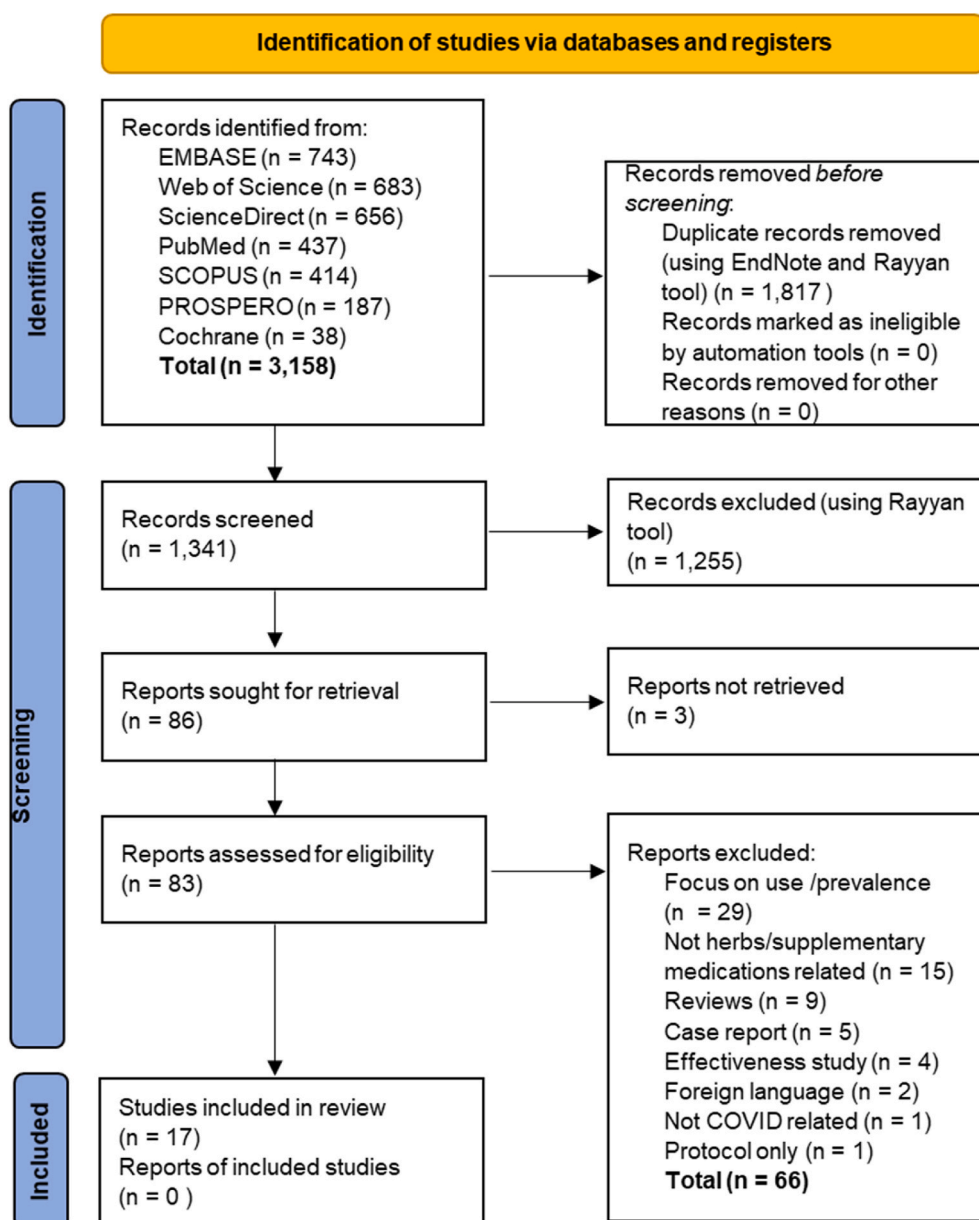 Identification of studies via databases and registers
Identification
Records identified from:
EMBASE (n = 743)
Web of Science (n = 683)
ScienceDirect (n = 656)
PubMed (n = 437)
SCOPUS (n = 414)
PROSPERO (n = 187)
Cochrane (n = 38)
Total (n = 3,158)
Records removed before
screening:
Duplicate records removed
(using EndNote and Rayyan
tool) (n = 1,817 )
Records marked as ineligible
by automation tools (n = 0)
Records removed for other
reasons (n = 0)
Screening
Records screened
(n = 1,341)
Records excluded (using Rayyan
tool)
(n = 1,255)
Reports sought for retrieval
(n = 86)
Reports not retrieved
(n = 3)
Reports assessed for eligibility
(n = 83)
Reports excluded:
Focus on use /prevalence
(n = 29)
Not herbs/supplementary
medications related (n = 15)
Reviews (n = 9)
Case report (n = 5)
Effectiveness study (n = 4)
Foreign language (n = 2)
Not COVID related (n = 1)
Protocol only (n = 1)
Total (n = 66)
Included
Studies included in review
(n = 17)
Reports of included studies
(n = 0 )